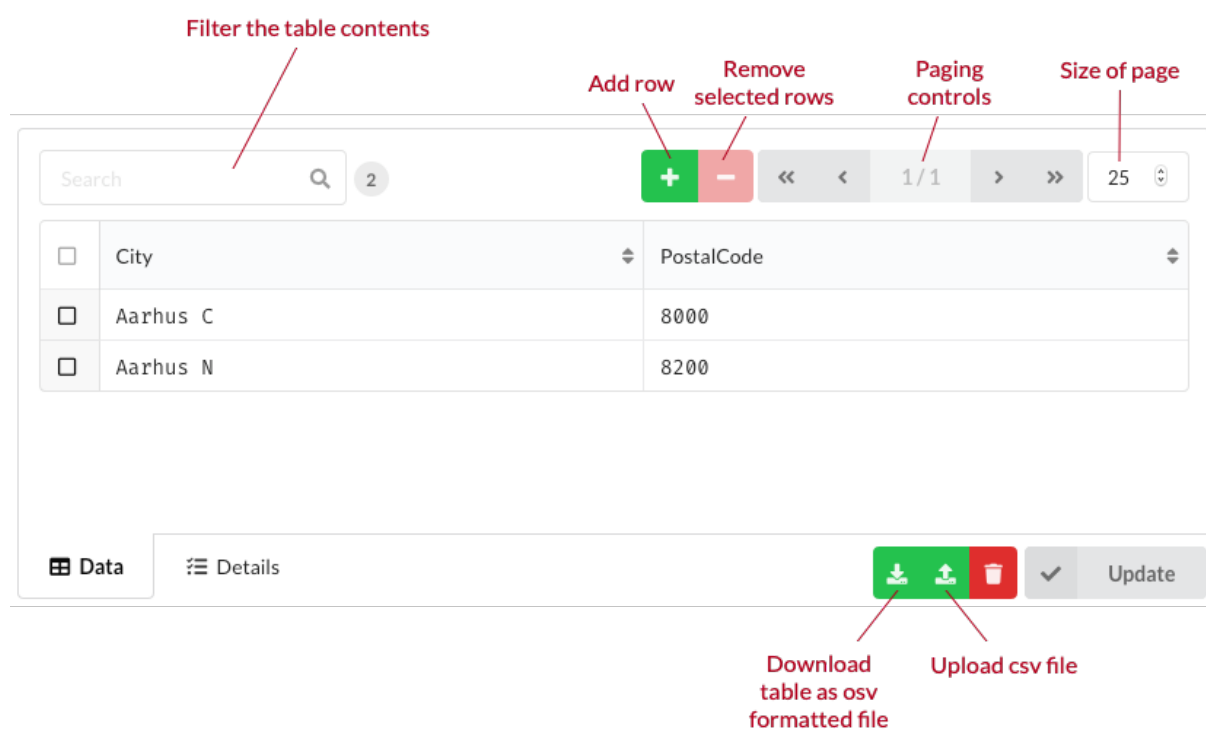 Filter the table contents
Add row
Remove
selected rows
Paging
controls
Size of page
Search
2
1 / 1
25
City
PostalCode
Aarhus C
8000
Aarhus N
8200
Data
Details
Update
Download
table as osv
formatted file
Upload csv file